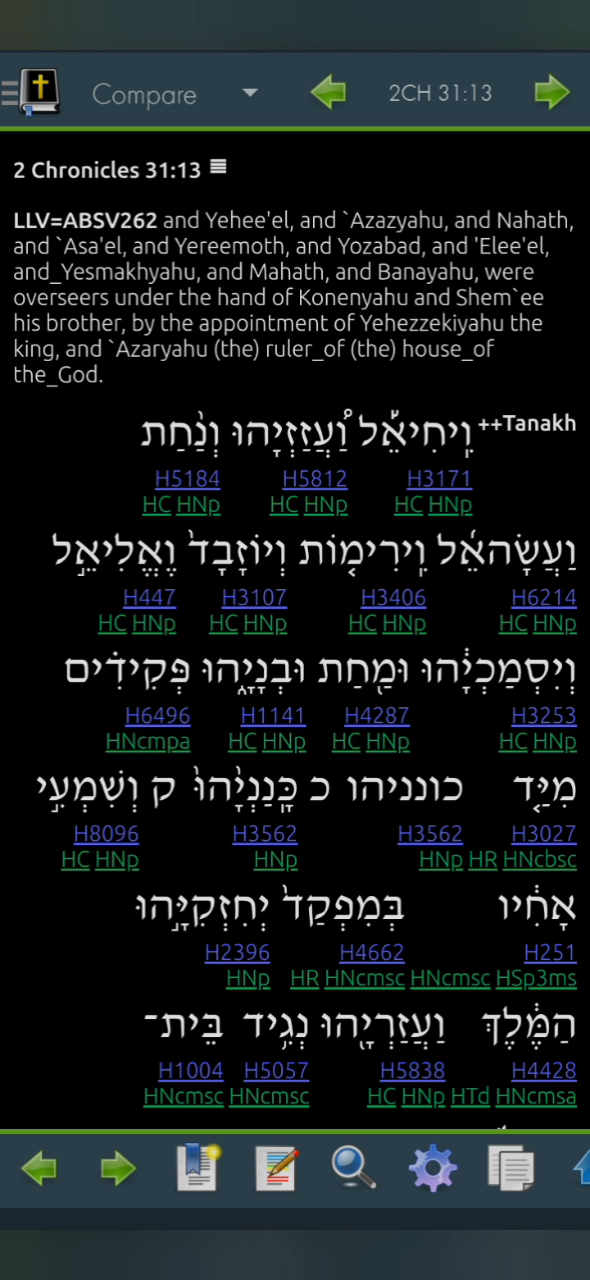 Compare
2CH 31:13
2 Chronicles 31:13
LLV=ABSV262 and Yehee'el, and `Azazyahu, and Nahath,
and `Asa'el, and Yereemoth, and Yozabad, and 'Elee'el,
and_Yesmakhyahu, and Mahath, and Banayahu, were
overseers under the hand of Konenyahu and Shem`ee
his brother, by the appointment of Yehezzekiyahu the
king, and `Azaryahu (the) ruler_of (the) house_of
the_God.
++Tanakh וִֽיחִיאֵ֡ל וַ֠עֲזַזְיָהוּ וְנַ֨חַת
H5184 H5812 H3171
HC HNp HC HNp HC HNp
וַעֲשָׂהאֵ֜ל וִֽירִימ֤וֹת וְיוֹזָבָד֙ וֶאֱלִיאֵ֣ל
H447 H3107 H3406 H6214
HC HNp HC HNp HC HNp HC HNp
וְיִסְמַכְיָ֔הוּ וּמַ֖חַת וּבְנָיָ֑הוּ פְּקִידִ֗ים
H6496 H1141 H4287 H3253
HNcmpa HC HNp HC HNp HC HNp
מִיַּ֤ד כונניהו כ כָּֽנַנְיָ֙הוּ֙ ק וְשִׁמְעִ֣י
H8096 H3562 H3562 H3027
HC HNp HNp HNp HR HNcbsc
אָחִ֔יו בְּמִפְקַד֙ יְחִזְקִיָּ֣הוּ
H2396 H4662 H251
HNp HR HNcmsc HNcmsc HSp3ms
הַמֶּ֔לֶךְ וַעֲזַרְיָ֖הוּ נְגִ֥יד בֵּית־
H1004 H5057 H5838 H4428
HNcmsc HNcmsc HC HNp HTd HNcmsa